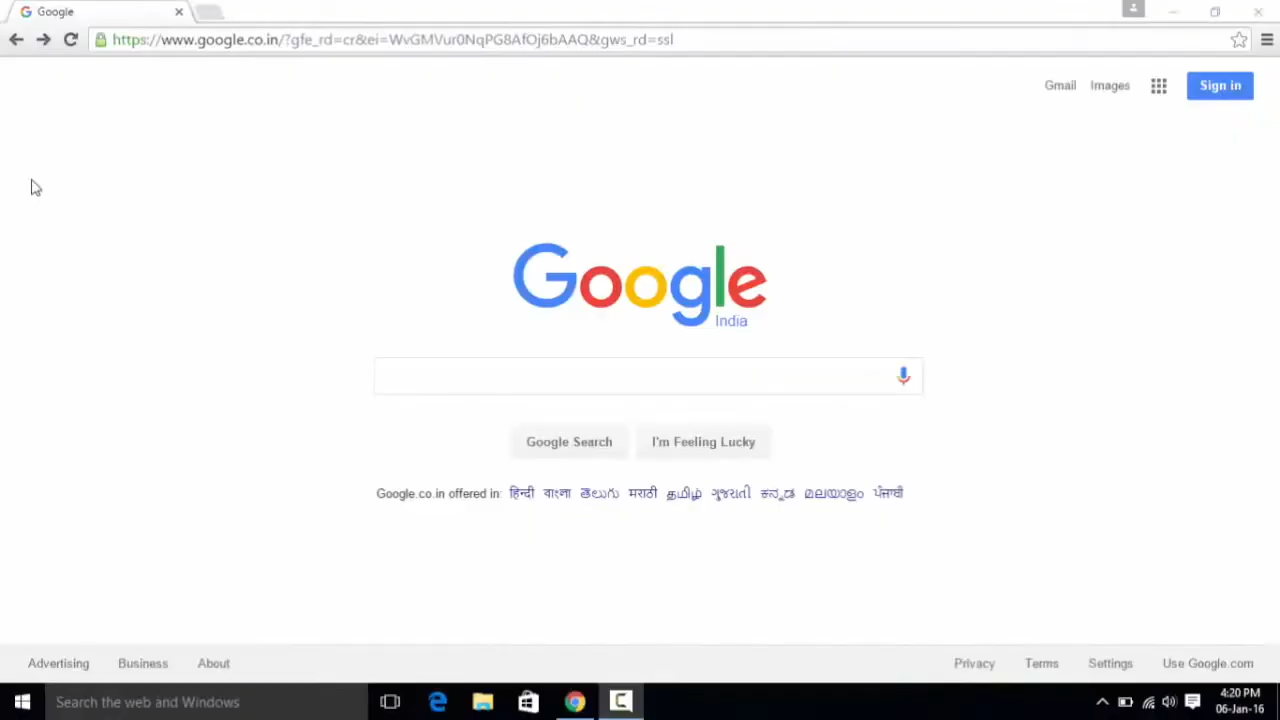 Google
https://www.google.co.in/?gfe_rd=cr&ei=WvGMVur0NqPG8AfOj6bAAQ&gws_rd=ssl
Gmail Images Sign in
Google
India
Google Search I'm Feeling Lucky
Google.co.in offered in: हिन्दी বাংলা తెలుగు मराठी தமிழ் ગુજરાતી ಕನ್ನಡ മലയാളം ਪੰਜਾਬੀ
Advertising Business About Privacy Terms Settings Use Google.com
Search the web and Windows
4:20 PM
06-Jan-16